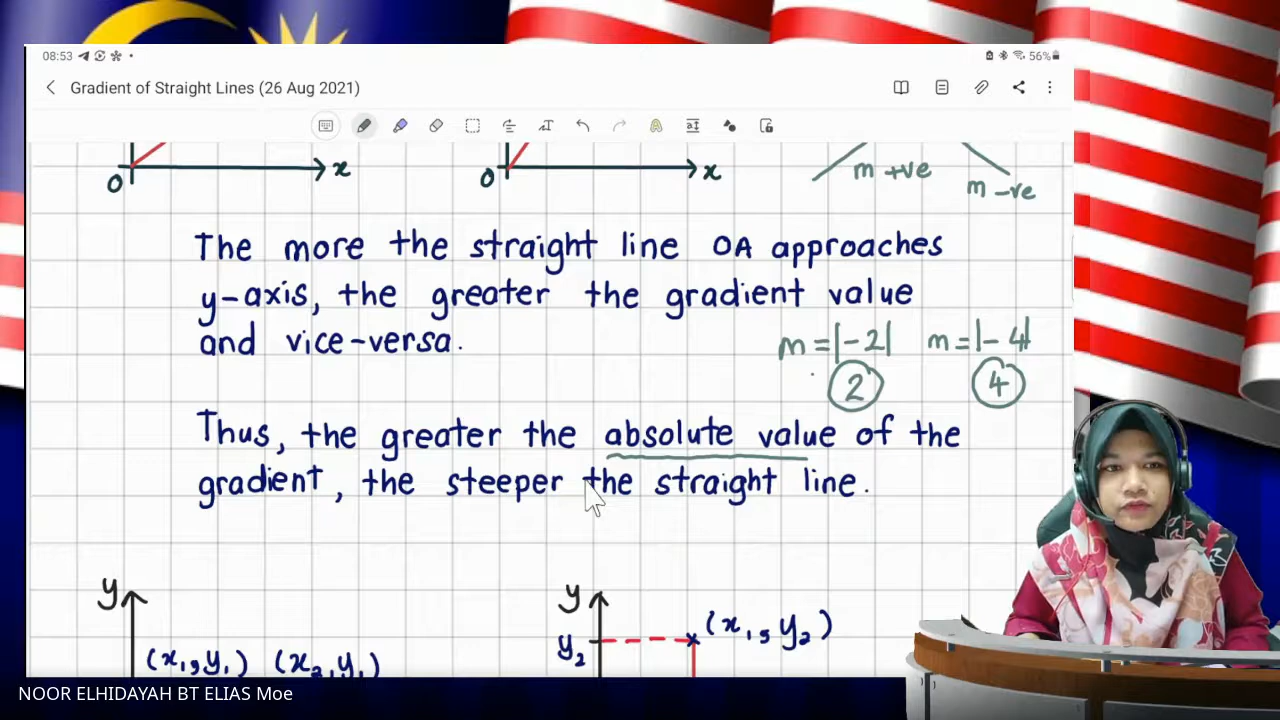 08:53
56%
Gradient of Straight Lines (26 Aug 2021)
0 x
0 x
m +ve
m -ve
The more the straight line OA approaches
y-axis, the greater the gradient value
and vice-versa.
m = |-2| m = |-4|
2 4
Thus, the greater the absolute value of the
gradient, the steeper the straight line.
y
(x₁, y₁) (x₂, y₁)
y
y₂
(x₁, y₂)
NOOR ELHIDAYAH BT ELIAS Moe